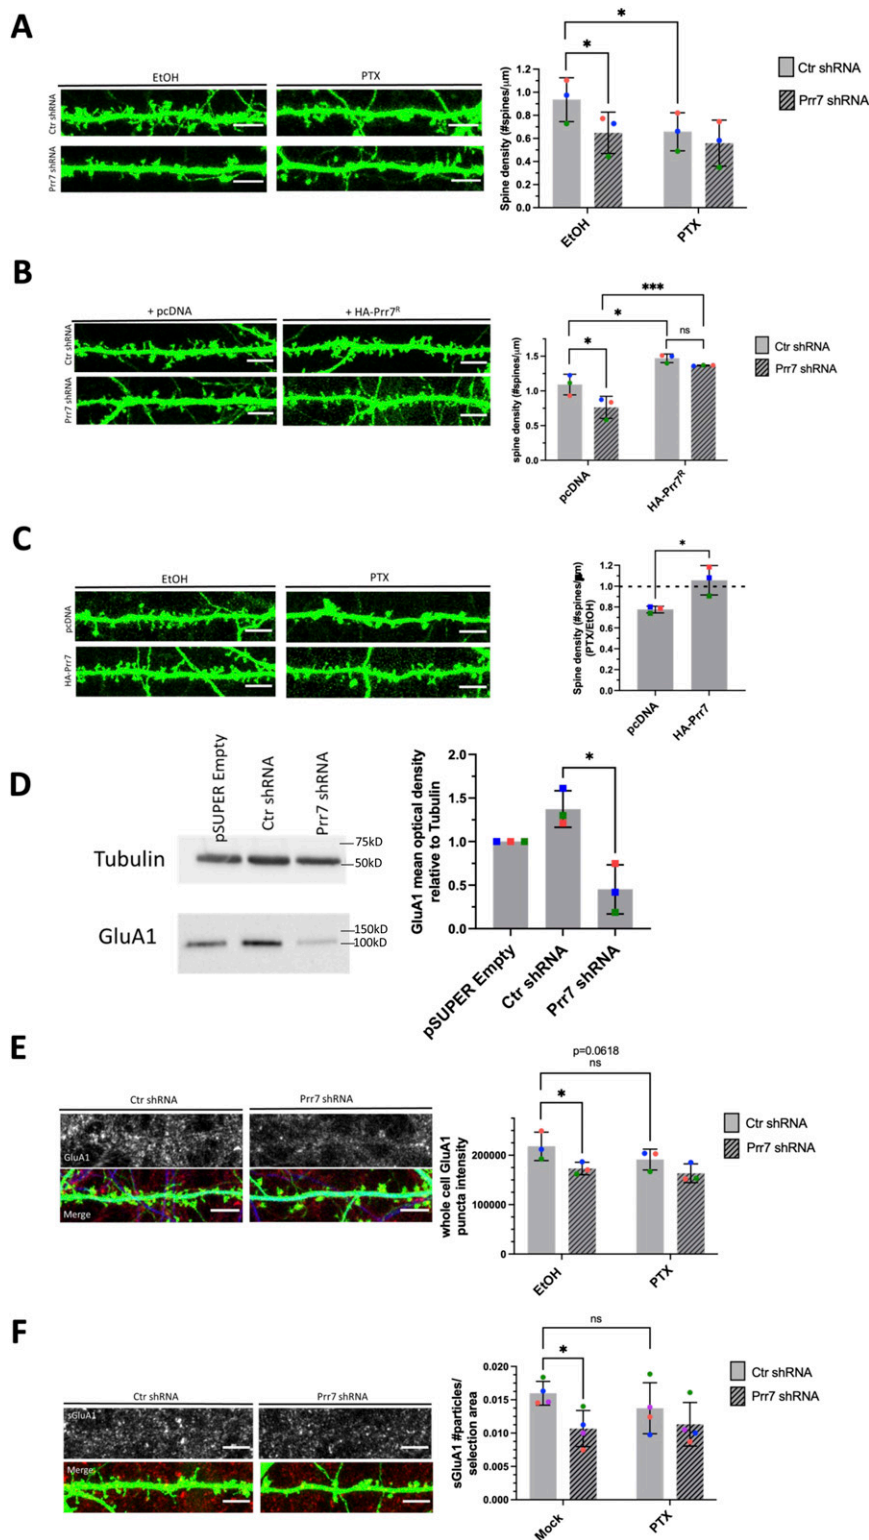 A
EtOH
PTX
Ctr shRNA
Prr7 shRNA
Spine density (#spines/µm)
1.2
1.0
0.8
0.6
0.4
0.2
0.0
*
*
EtOH
PTX
Ctr shRNA
Prr7 shRNA
B
+ pcDNA
+ HA-Prr7R
Ctr shRNA
Prr7 shRNA
spine density (#spines/µm)
1.5
1.0
0.5
0.0
***
*
ns
*
pcDNA
HA-Prr7R
Ctr shRNA
Prr7 shRNA
C
EtOH
PTX
pcDNA
HA-Prr7
Spine density (#spines/µm)
(PTX/EtOH)
1.2
1.0
0.8
0.6
0.4
0.2
0.0
*
pcDNA
HA-Prr7
D
pSUPER Empty
Ctr shRNA
Prr7 shRNA
Tubulin
75kD
50kD
GluA1
150kD
100kD
GluA1 mean optical density
relative to Tubulin
2.0
1.5
1.0
0.5
0.0
*
pSUPER Empty
Ctr shRNA
Prr7 shRNA
E
Ctr shRNA
Prr7 shRNA
GluA1
Merge
whole cell GluA1
puncta intensity
200000
100000
0
p=0.0618
ns
*
EtOH
PTX
Ctr shRNA
Prr7 shRNA
F
Ctr shRNA
Prr7 shRNA
sGluA1
Merge
sGluA1 #particles/
selection area
0.020
0.015
0.010
0.005
0.000
ns
*
Mock
PTX
Ctr shRNA
Prr7 shRNA